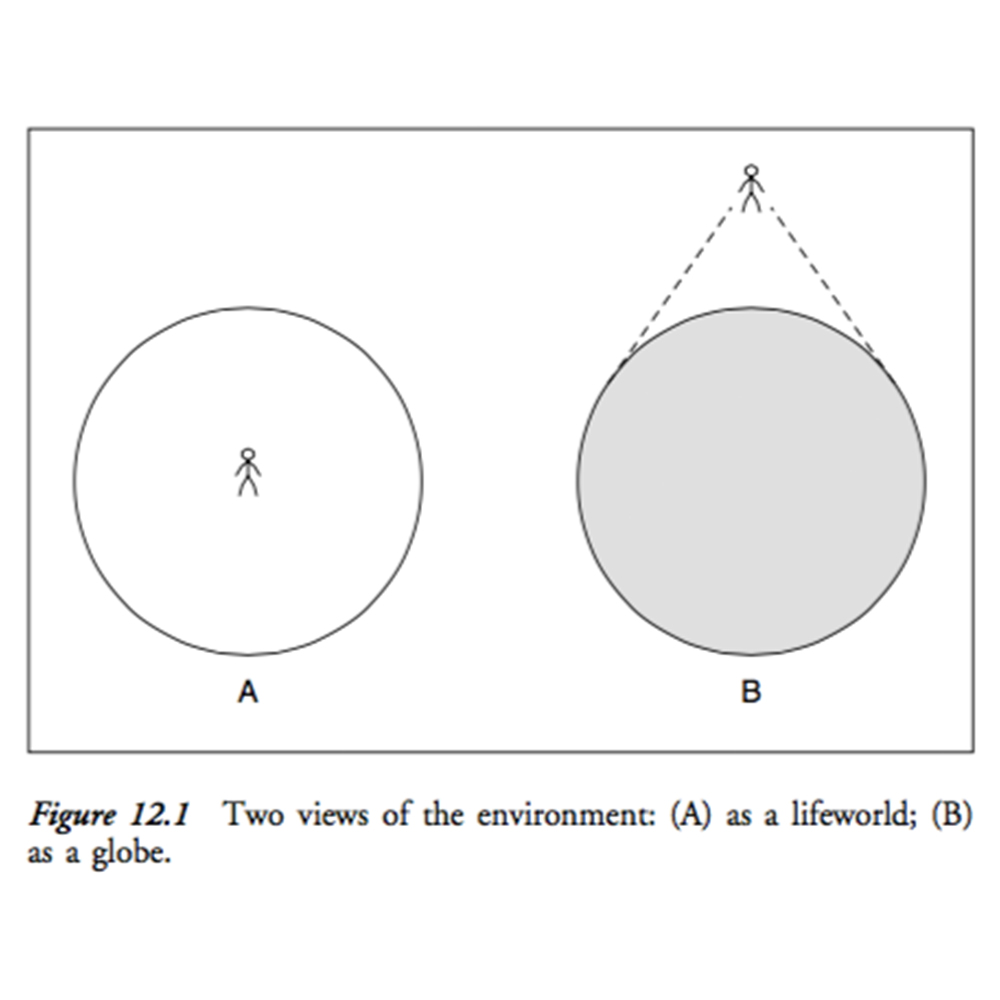 A
B
Figure 12.1 Two views of the environment: (A) as a lifeworld; (B)
as a globe.